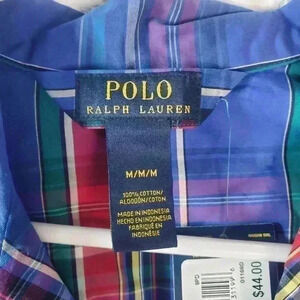 POLO
RALPH LAUREN
M/M/M
100% COTTON/
ALGODÓN/COTON
MADE IN INDONESIA
HECHO EN INDONESIA
FABRIQUÉ EN
INDONÉSIE
$44.00